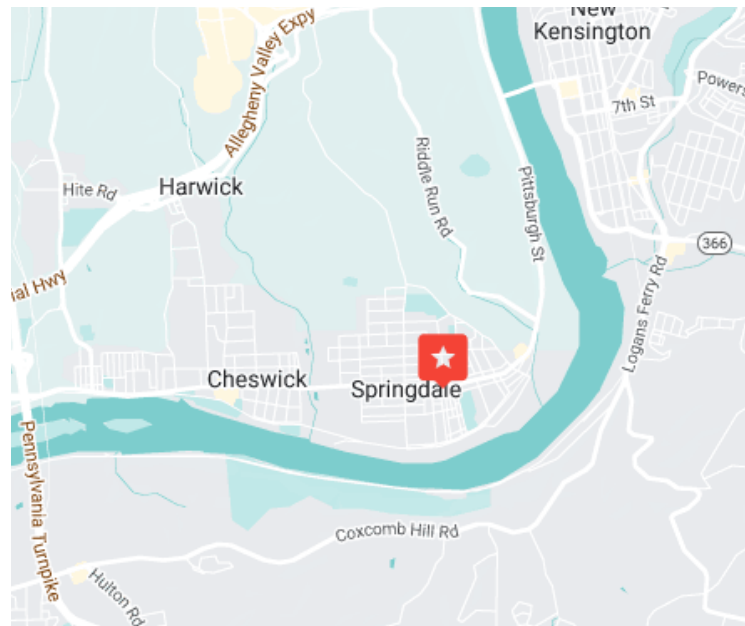 New
Kensington
Allegheny Valley Expy
7th St
Powers
Riddle Run Rd
Pittsburgh St
Hite Rd
Harwick
366
ial Hwy
Logans Ferry Rd
Cheswick
Springdale
Pennsylvania Turnpike
Coxcomb Hill Rd
Hulton Rd